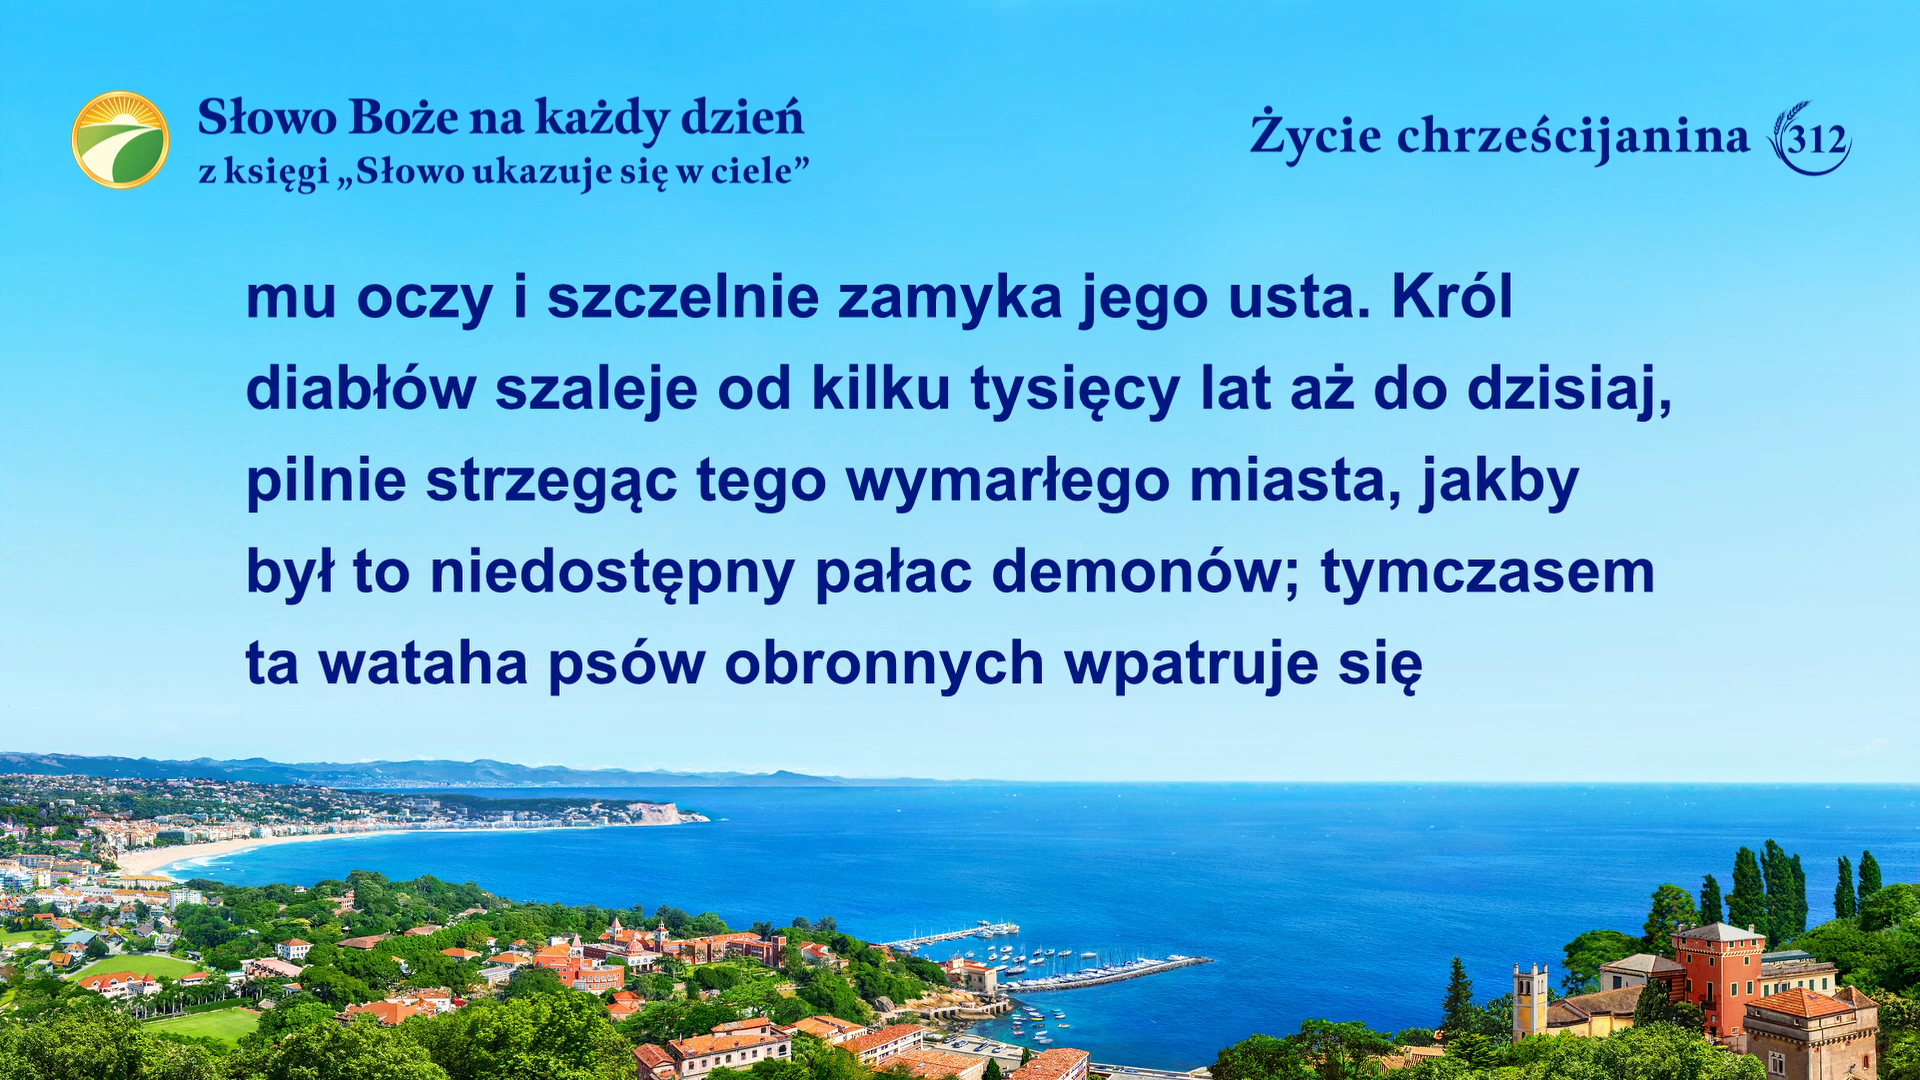 Słowo Boże na każdy dzień
z księgi „Słowo ukazuje się w ciele”
Życie chrześcijanina 312
mu oczy i szczelnie zamyka jego usta. Król
diabłów szaleje od kilku tysięcy lat aż do dzisiaj,
pilnie strzegąc tego wymarłego miasta, jakby
był to niedostępny pałac demonów; tymczasem
ta wataha psów obronnych wpatruje się